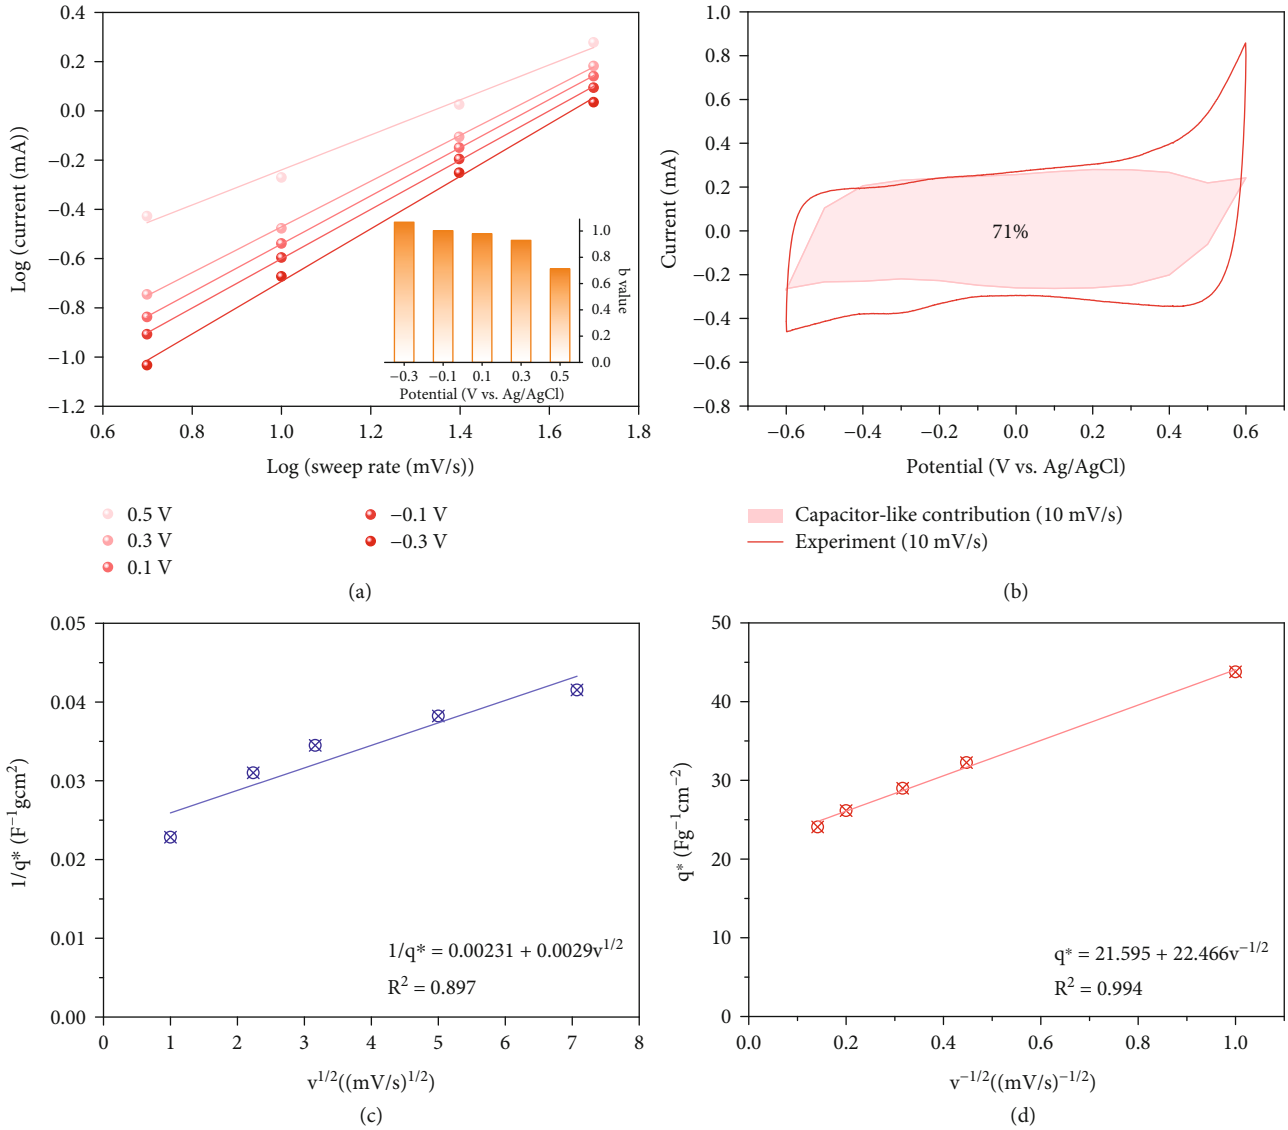 0.4
0.2
0.0
−0.2
−0.4
−0.6
−0.8
−1.0
−1.2
Log (current (mA))
0.6
0.8
1.0
1.2
1.4
1.6
1.8
Log (sweep rate (mV/s))
1.0
0.8
0.6
0.4
0.2
0.0
b value
−0.3
−0.1
0.1
0.3
0.5
Potential (V vs. Ag/AgCl)
0.5 V
0.3 V
0.1 V
−0.1 V
−0.3 V
(a)
1.0
0.8
0.6
0.4
0.2
0.0
−0.2
−0.4
−0.6
−0.8
Current (mA)
71%
−0.6
−0.4
−0.2
0.0
0.2
0.4
0.6
Potential (V vs. Ag/AgCl)
Capacitor-like contribution (10 mV/s)
Experiment (10 mV/s)
(b)
0.05
0.04
0.03
0.02
0.01
0.00
1/q* (F⁻¹gcm²)
1/q* = 0.00231 + 0.0029v^1/2
R² = 0.897
0
1
2
3
4
5
6
7
8
v^1/2((mV/s)^1/2)
(c)
50
40
30
20
10
0
q* (Fg⁻¹cm⁻²)
q* = 21.595 + 22.466v^−1/2
R² = 0.994
0.0
0.2
0.4
0.6
0.8
1.0
v^−1/2((mV/s)^−1/2)
(d)